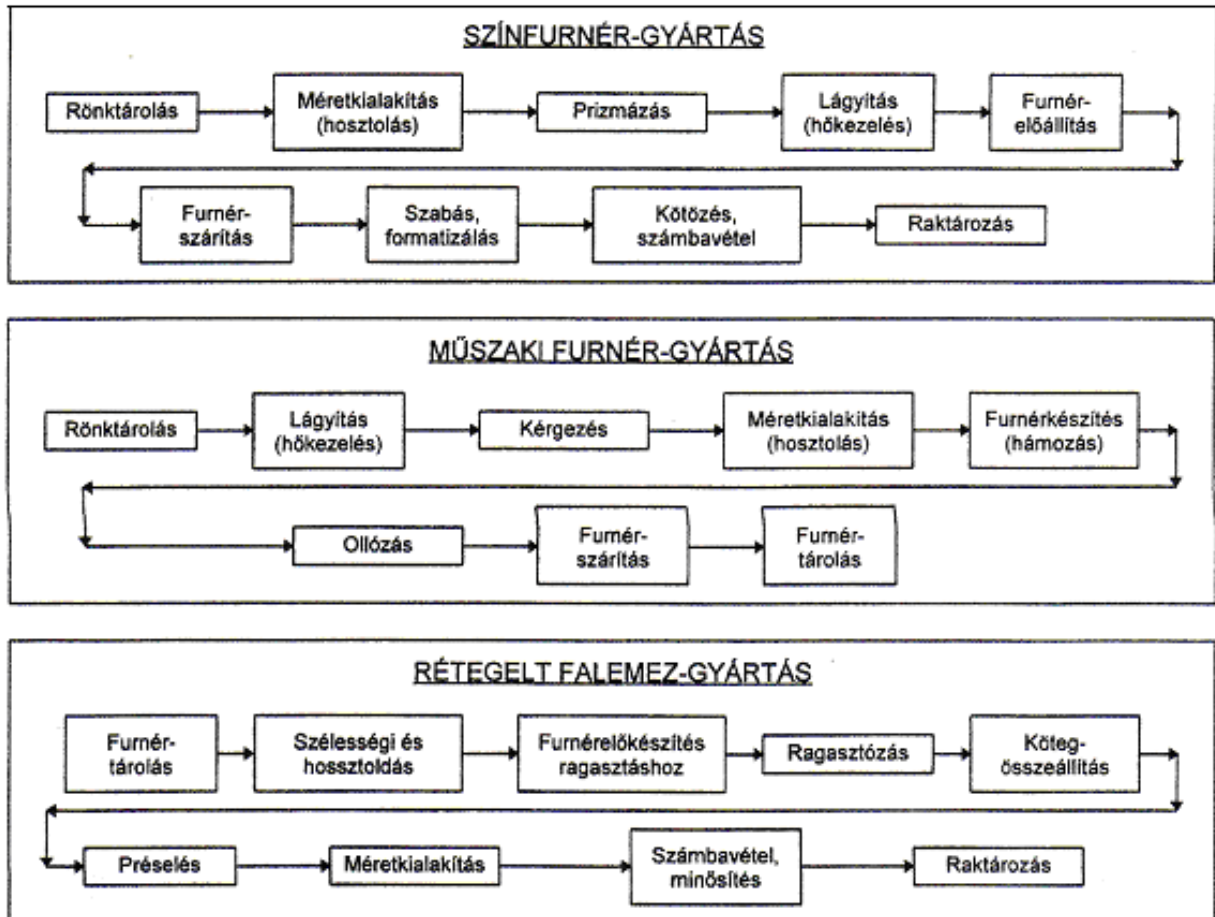 SZÍNFURNÉR-GYÁRTÁS
Rönktárolás
Méretkialakítás
(hosztolás)
Prizmázás
Lágyítás
(hőkezelés)
Furnér-
előállítás
Furnér-
szárítás
Szabás,
formatizálás
Kötözés,
számbavétel
Raktározás
MŰSZAKI FURNÉR-GYÁRTÁS
Rönktárolás
Lágyítás
(hőkezelés)
Kérgezés
Méretkialakítás
(hosztolás)
Furnérkészítés
(hámozás)
Ollózás
Furnér-
szárítás
Furnér-
tárolás
RÉTEGELT FALEMEZ-GYÁRTÁS
Furnér-
tárolás
Szélességi és
hossztoldás
Furnérelőkészítés
ragasztáshoz
Ragasztózás
Köteg-
összeállítás
Préselés
Méretkialakítás
Számbavétel,
minősítés
Raktározás